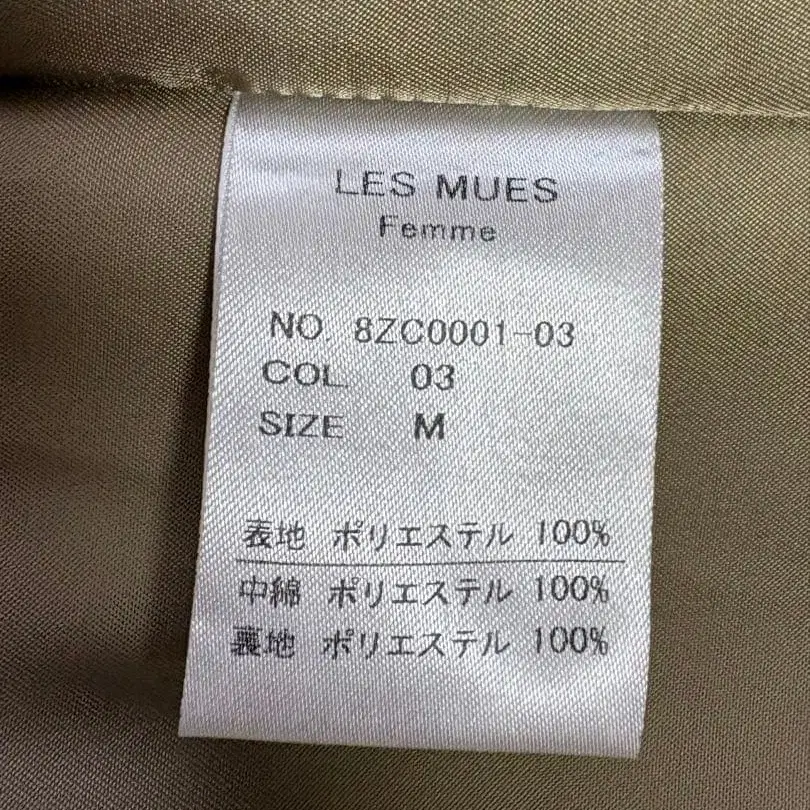 LES MUES
Femme
NO. 8ZC0001-03
COL 03
SIZE M
表地 ポリエステル 100%
中綿 ポリエステル 100%
裏地 ポリエステル 100%